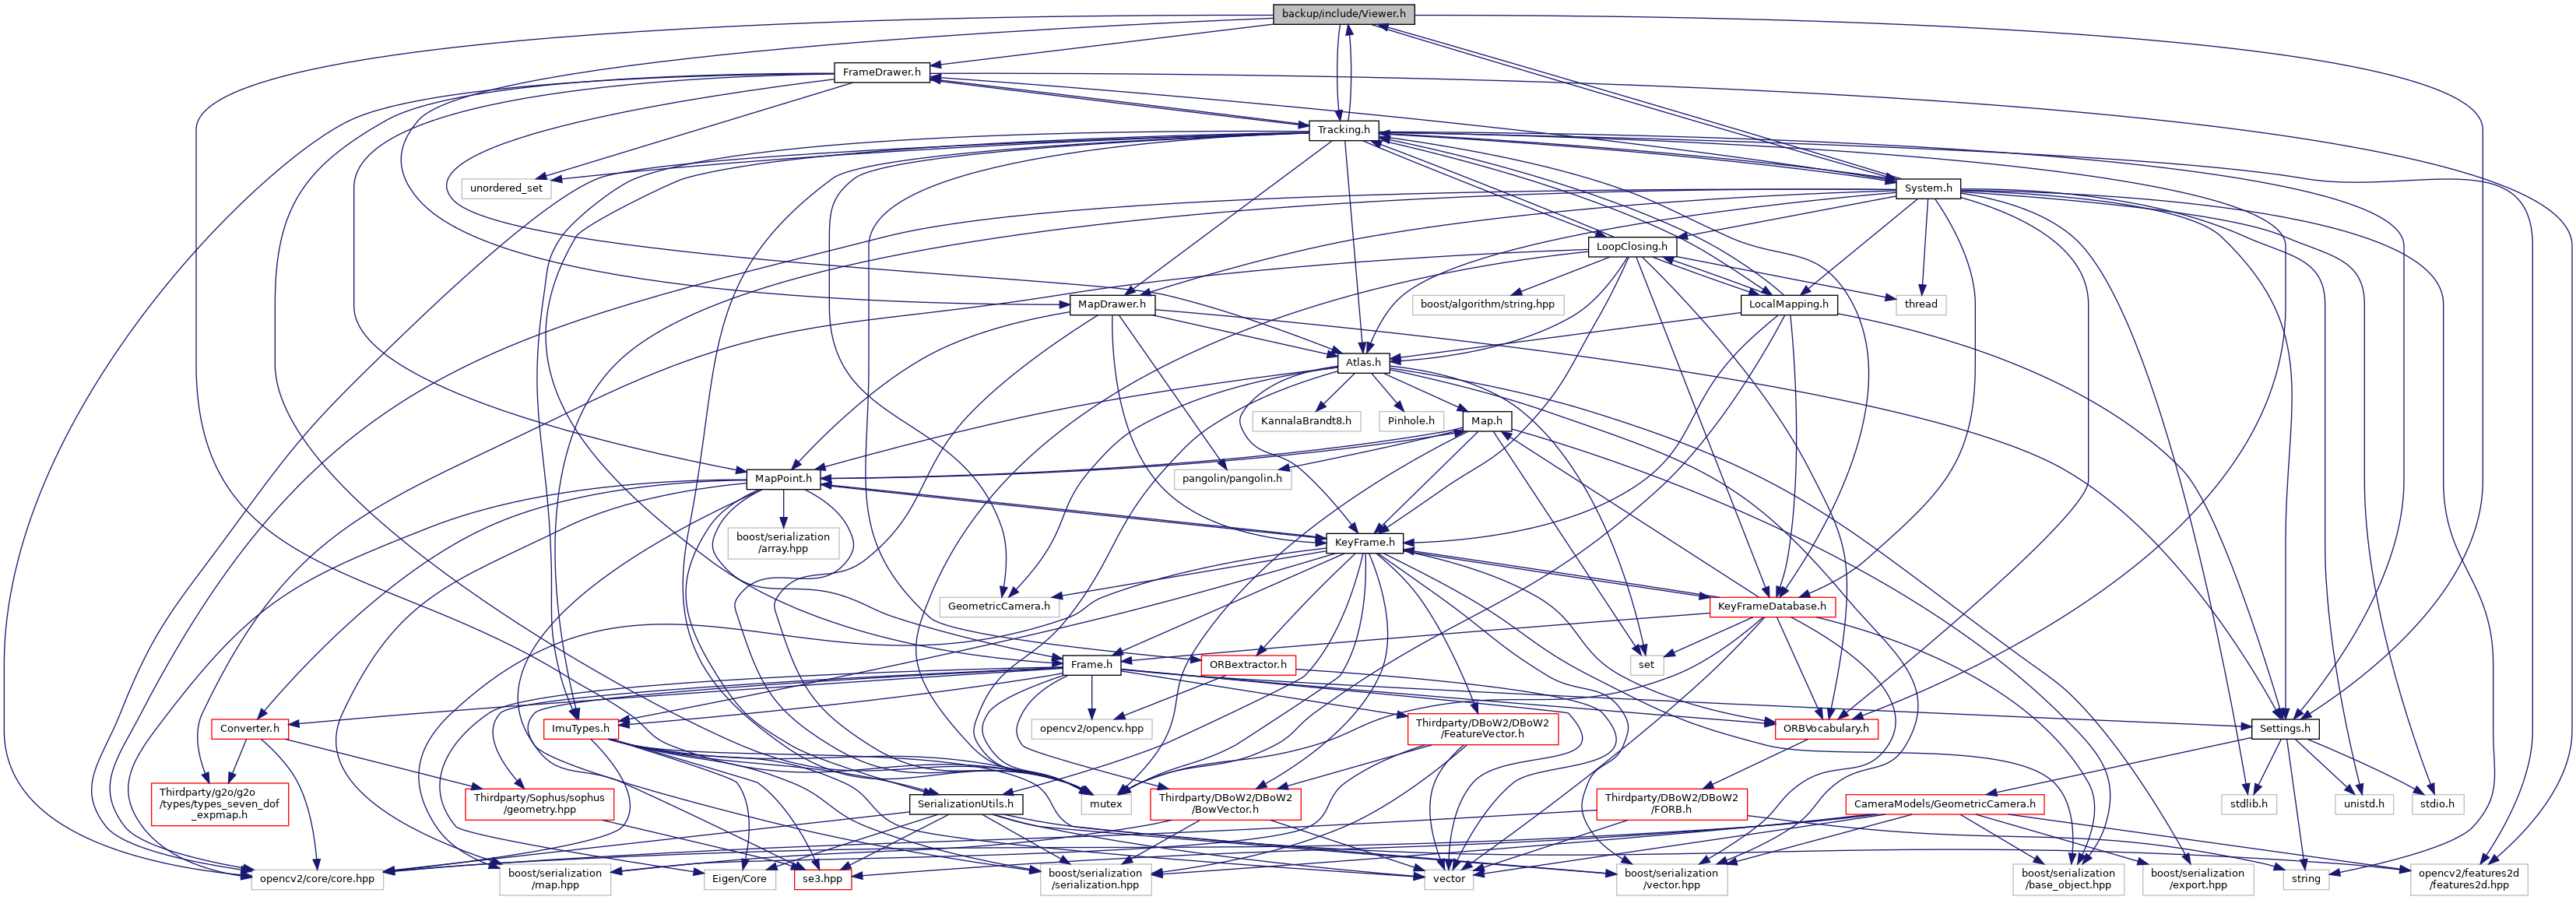 backup/include/Viewer.h
FrameDrawer.h
Tracking.h
unordered_set
System.h
LoopClosing.h
MapDrawer.h
boost/algorithm/string.hpp
LocalMapping.h
thread
Atlas.h
KannalaBrandt8.h
Pinhole.h
Map.h
MapPoint.h
pangolin/pangolin.h
boost/serialization
/array.hpp
KeyFrame.h
GeometricCamera.h
KeyFrameDatabase.h
Frame.h
ORBextractor.h
set
Converter.h
ImuTypes.h
opencv2/opencv.hpp
Thirdparty/DBoW2/DBoW2
/FeatureVector.h
ORBVocabulary.h
Settings.h
Thirdparty/g2o/g2o
/types/types_seven_dof
_expmap.h
Thirdparty/Sophus/sophus
/geometry.hpp
SerializationUtils.h
mutex
Thirdparty/DBoW2/DBoW2
/BowVector.h
Thirdparty/DBoW2/DBoW2
/FORB.h
CameraModels/GeometricCamera.h
stdlib.h
unistd.h
stdio.h
opencv2/core/core.hpp
boost/serialization
/map.hpp
Eigen/Core
se3.hpp
boost/serialization
/serialization.hpp
vector
boost/serialization
/vector.hpp
boost/serialization
/base_object.hpp
boost/serialization
/export.hpp
string
opencv2/features2d
/features2d.hpp